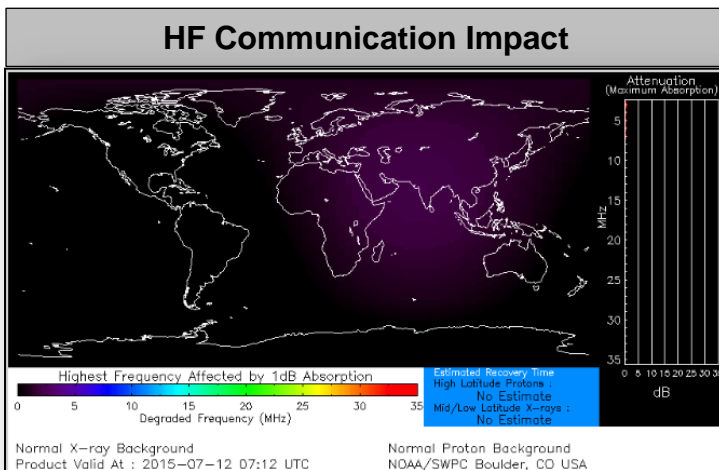 HF Communication Impact
Attenuation
(Maximum Absorption)
5
10
15
20
25
30
35
MHz
0 5 10 15 20 25 30 3
dB
Highest Frequency Affected by 1dB Absorption
0 5 10 15 20 25 30 35
Degraded Frequency (MHz)
Estimated Recovery Time
High Latitude Protons :
No Estimate
Mid/Low Latitude X-rays :
No Estimate
Normal X-ray Background
Normal Proton Background
Product Valid At : 2015-07-12 07:12 UTC
NOAA/SWPC Boulder, CO USA